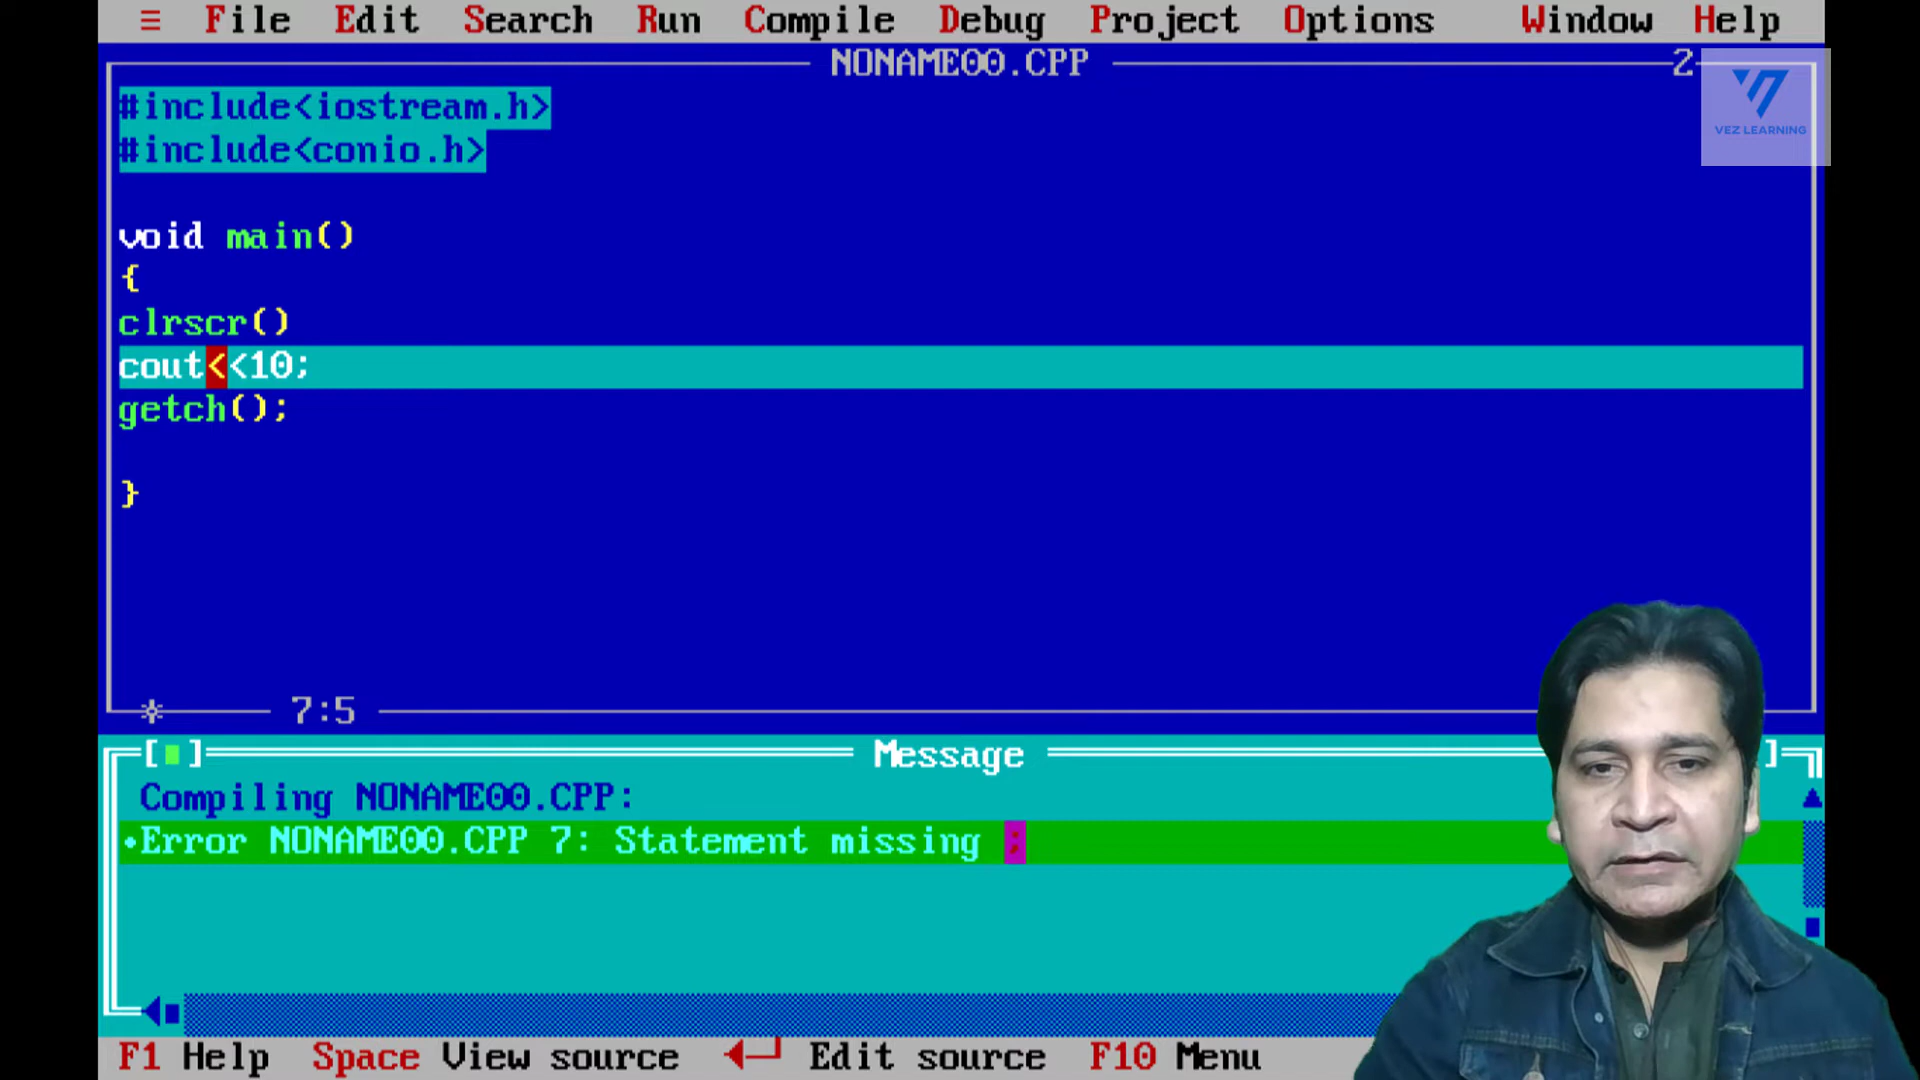 ≡ File Edit Search Run Compile Debug Project Options Window Help
NONAME00.CPP 2
VEZ LEARNING
#include<iostream.h>
#include<conio.h>
void main()
{
clrscr()
cout<<10;
getch();
}
7:5
Message
Compiling NONAME00.CPP:
•Error NONAME00.CPP 7: Statement missing ;
F1 Help Space View source ◄─┘ Edit source F10 Menu